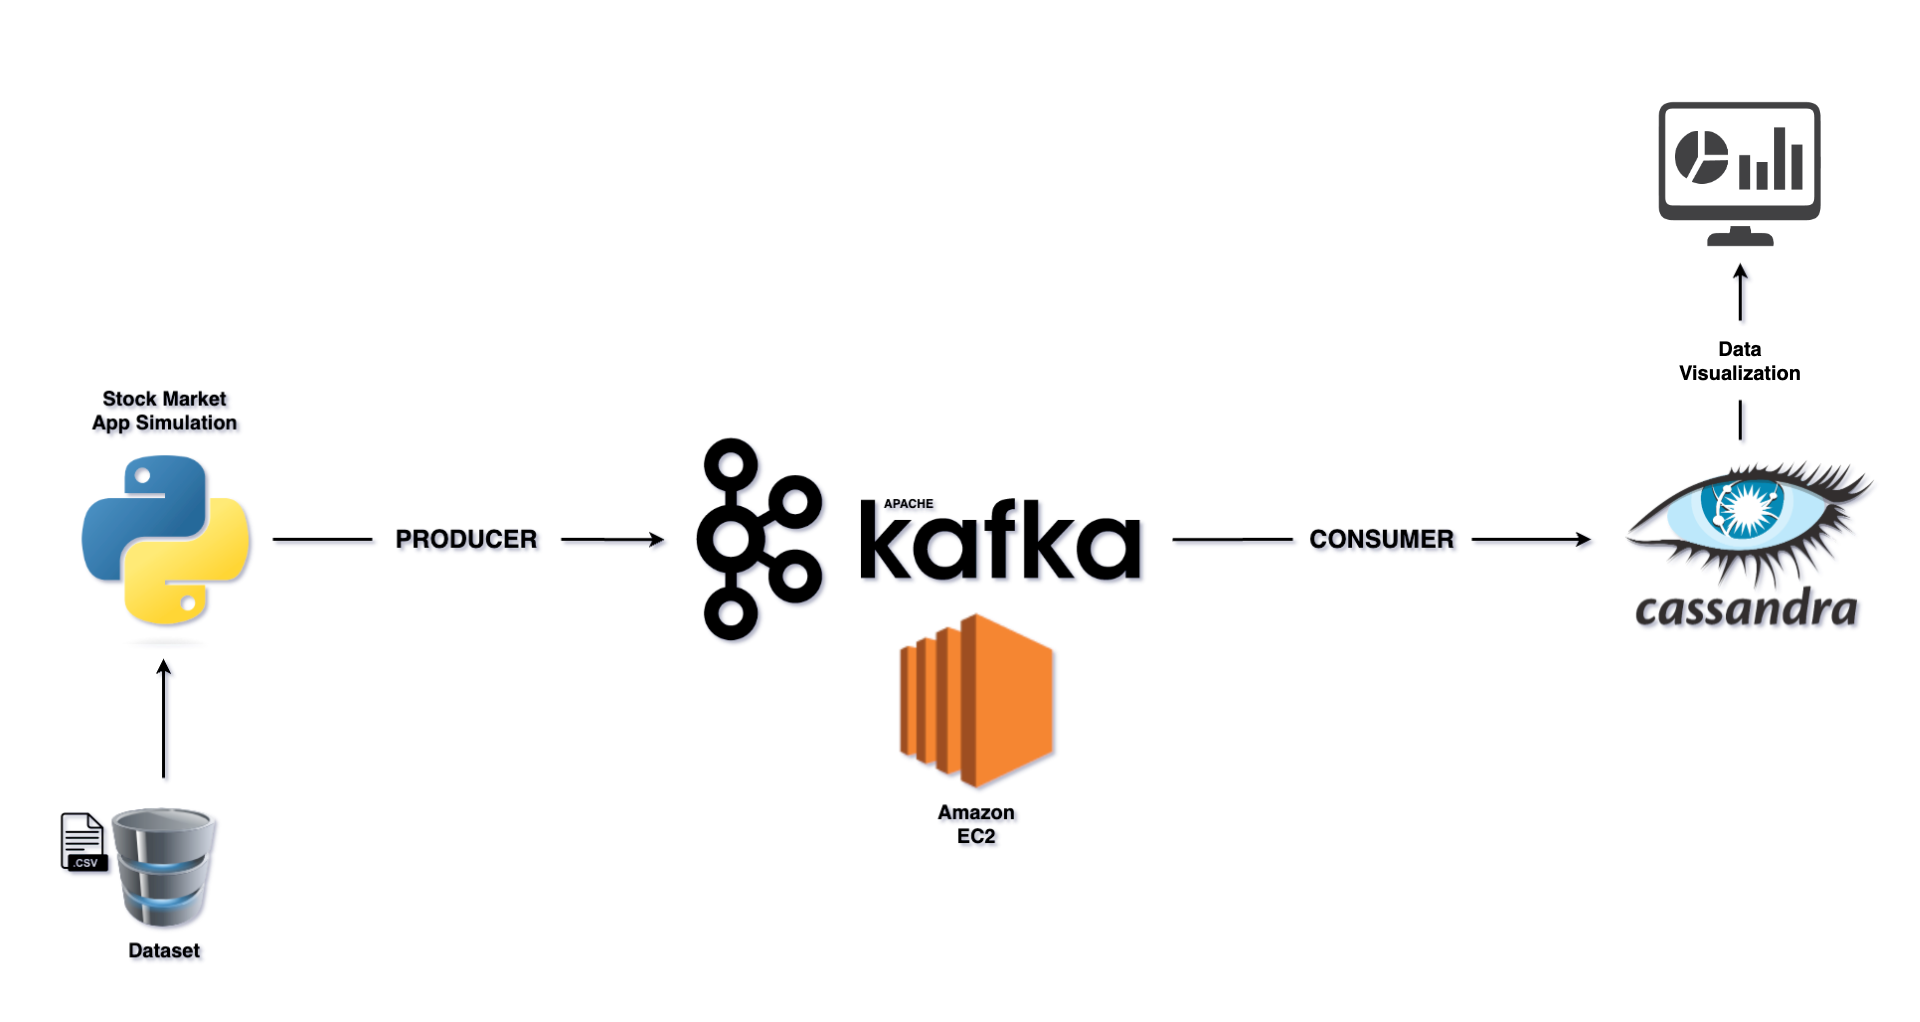 Data
Visualization
Stock Market
App Simulation
PRODUCER
APACHE
kafka
CONSUMER
cassandra
Amazon
EC2
.CSV
Dataset